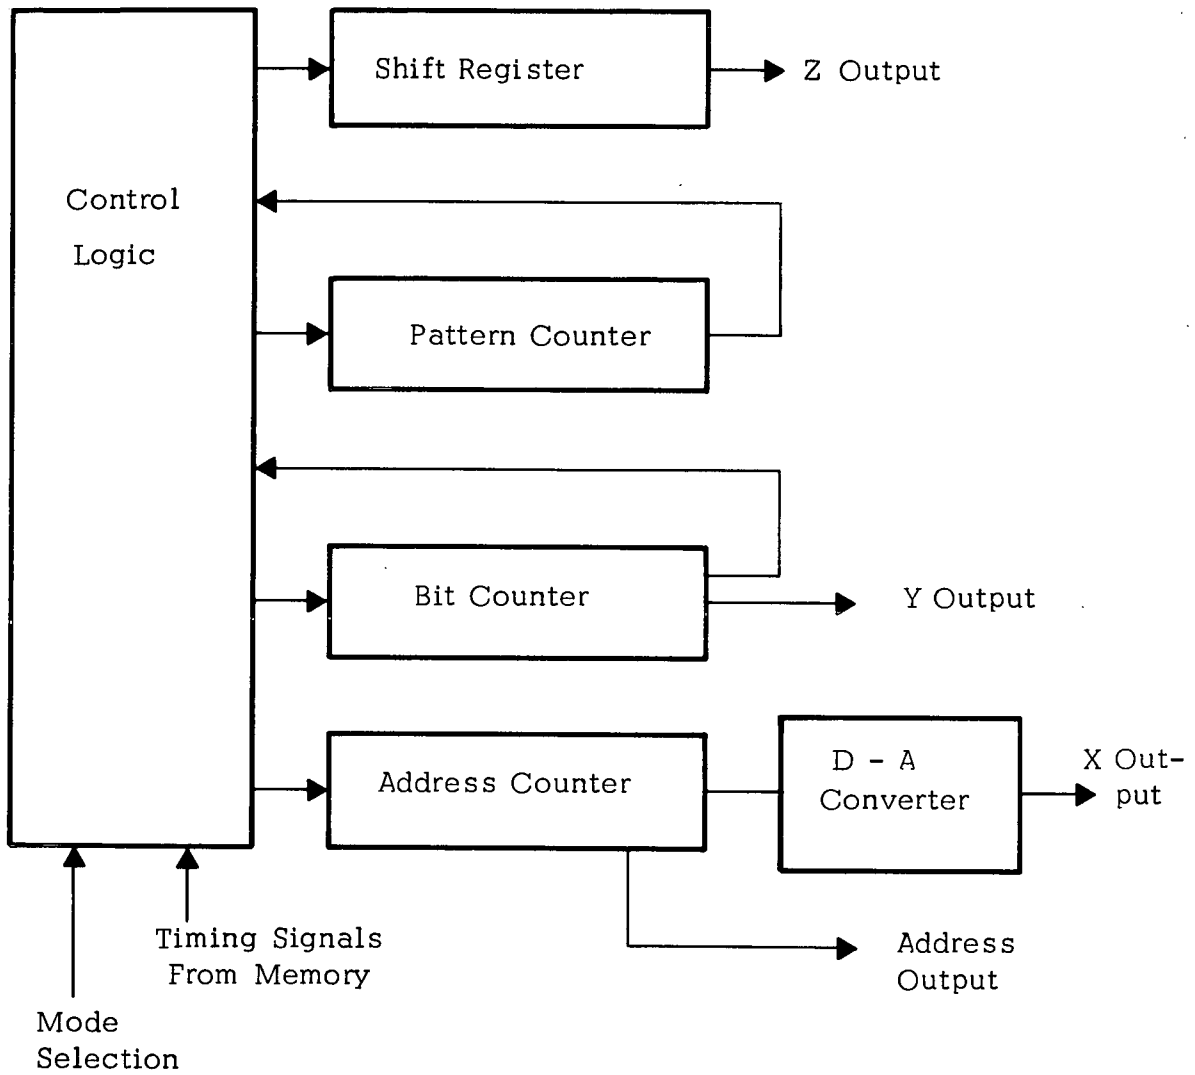 Shift Register
Z Output
Control
Logic
Pattern Counter
Bit Counter
Y Output
Address Counter
D - A
Converter
X Out-
put
Timing Signals
From Memory
Address
Output
Mode
Selection